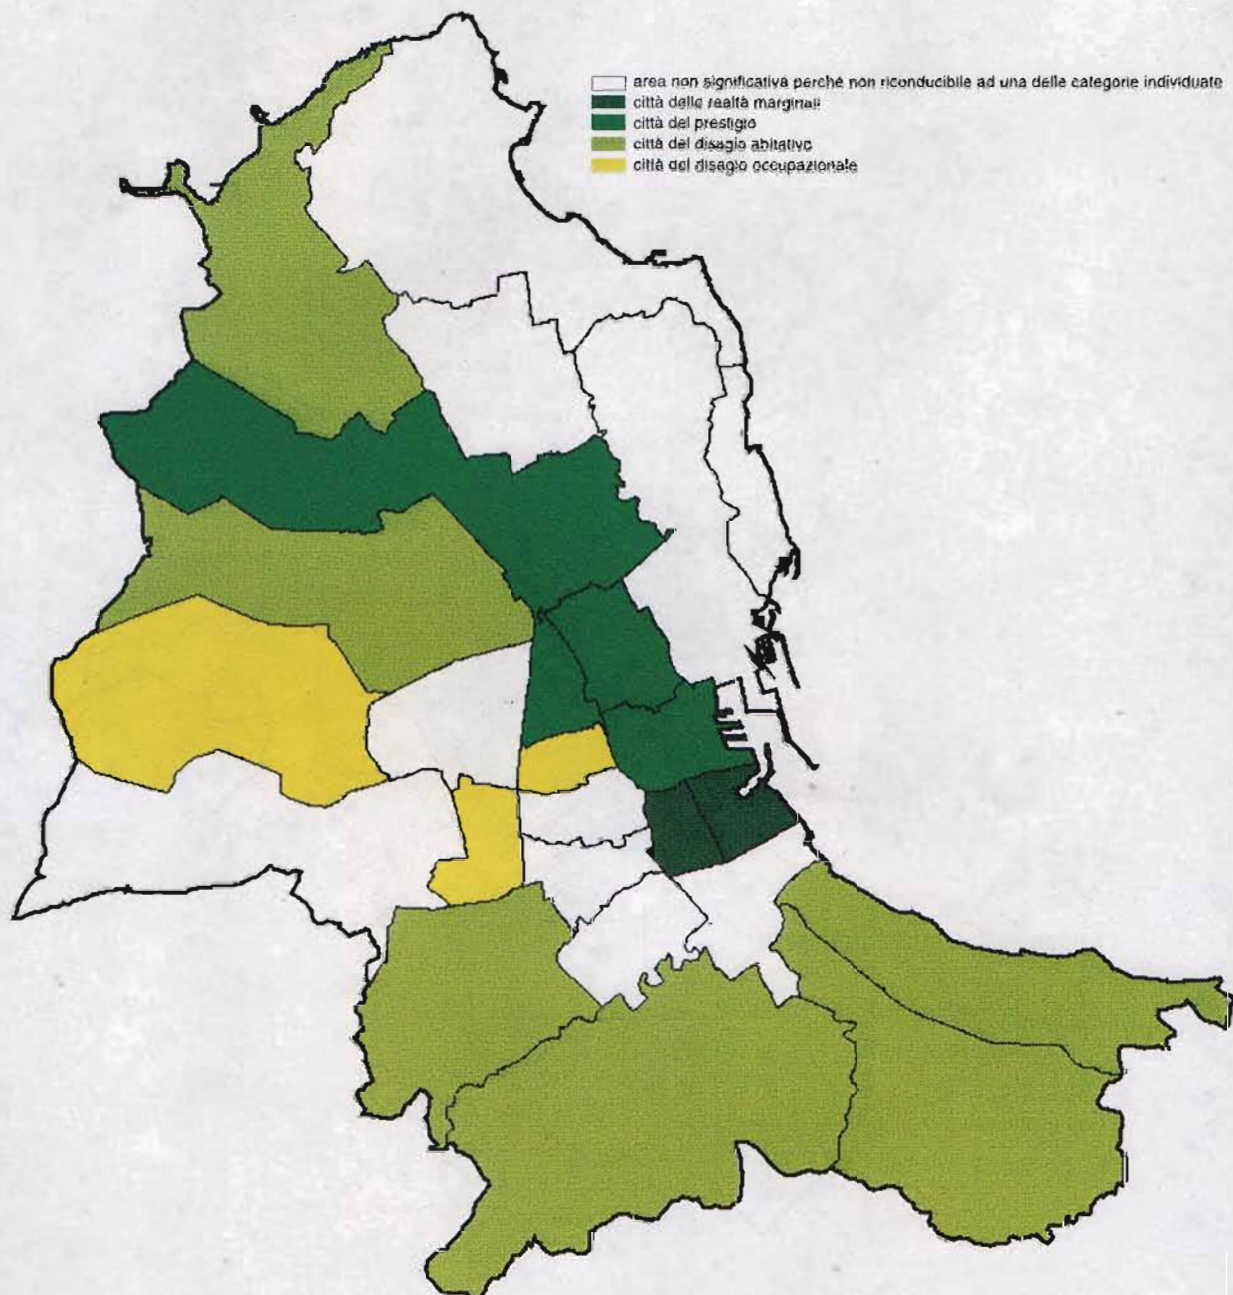 area non significativa perché non riconducibile ad una delle categorie individuate
città delle realtà marginali
città del prestigio
città del disagio abitativo
città del disagio occupazionale